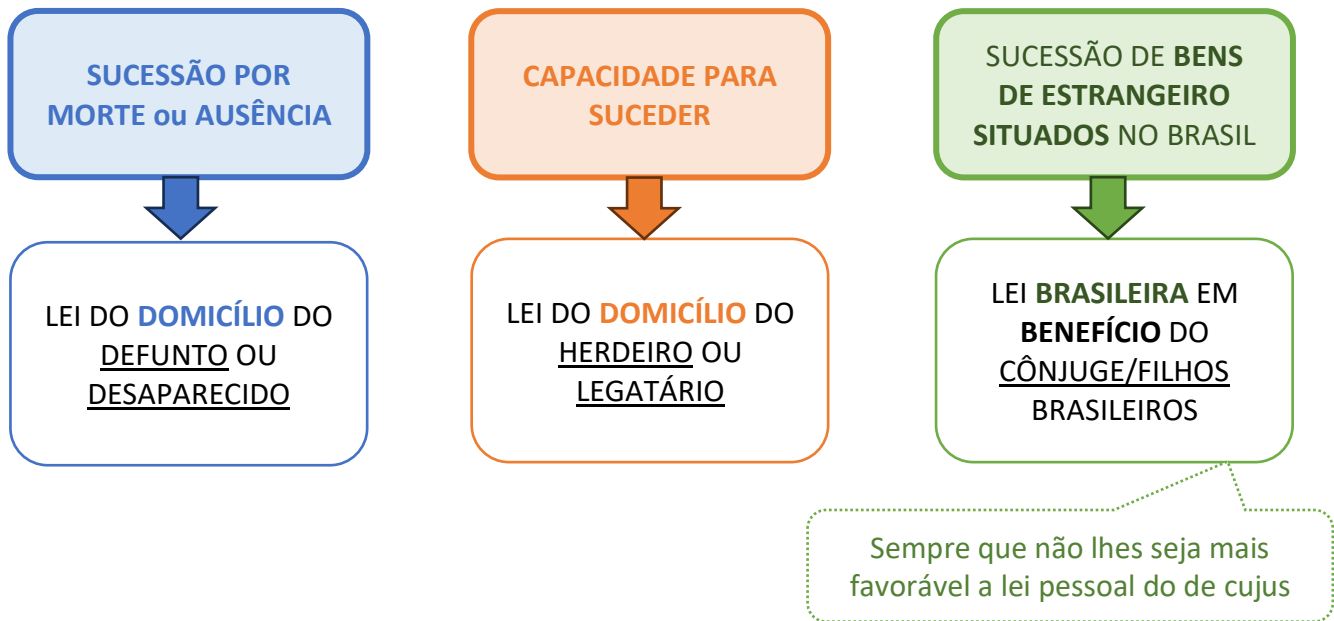 SUCESSÃO POR
MORTE ou AUSÊNCIA
LEI DO DOMICÍLIO DO
DEFUNTO OU
DESAPARECIDO
CAPACIDADE PARA
SUCEDER
LEI DO DOMICÍLIO DO
HERDEIRO OU
LEGATÁRIO
SUCESSÃO DE BENS
DE ESTRANGEIRO
SITUADOS NO BRASIL
LEI BRASILEIRA EM
BENEFÍCIO DO
CÔNJUGE/FILHOS
BRASILEIROS
Sempre que não lhes seja mais
favorável a lei pessoal do de cujus